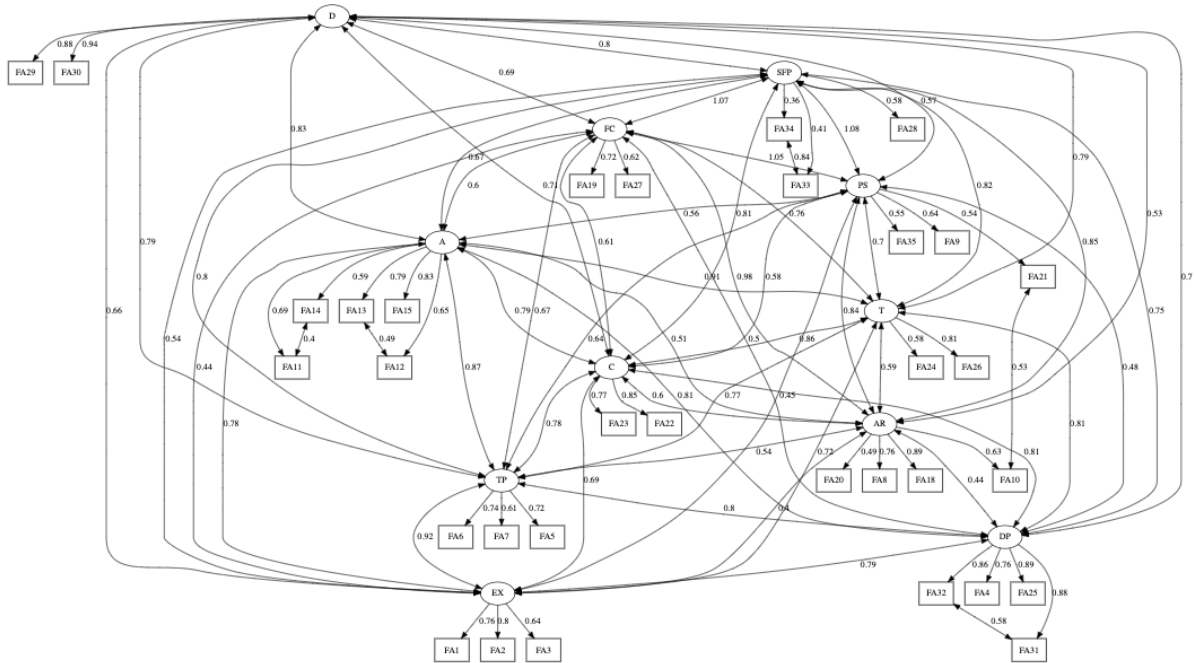 D
0.88 0.94 0.8
FA29 FA30 SFP
0.69
1.07 0.36 0.58 0.57
0.83 FC FA34 FA28
0.41 1.08
0.67 0.71 0.72 0.62 1.05 0.84 0.79
0.6 FA19 FA27 FA33 PS 0.82
0.56 0.81 0.76 0.55 0.64 0.54 0.53
0.79 A 0.61 0.7 FA35 FA9 0.85
0.8 0.59 0.79 0.83 0.91 0.98 0.58 FA21 0.7
0.66 0.69 FA14 FA13 FA15 0.65 0.79 0.67 0.84 T 0.75
0.54 0.4 0.49 0.64 0.51 0.5 0.86 0.58 0.81
0.44 FA11 FA12 0.87 C 0.59 FA24 FA26 0.53 0.48
0.77 0.85 0.6 0.81 0.77 0.45
0.78 0.78 FA23 FA22 AR 0.81
0.54 0.72 0.49 0.76 0.89 0.63 0.81
TP 0.69 FA20 FA8 FA18 0.44 FA10
0.74 0.61 0.72 0.8
0.92 FA6 FA7 FA5 DP
0.79 0.86 0.76 0.89 0.88
EX FA32 FA4 FA25
0.76 0.8 0.64 0.58
FA1 FA2 FA3 FA31